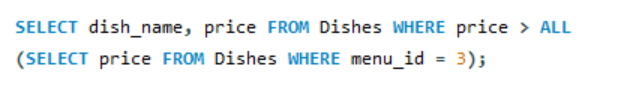 SELECT dish_name, price FROM Dishes WHERE price > ALL
(SELECT price FROM Dishes WHERE menu_id = 3);